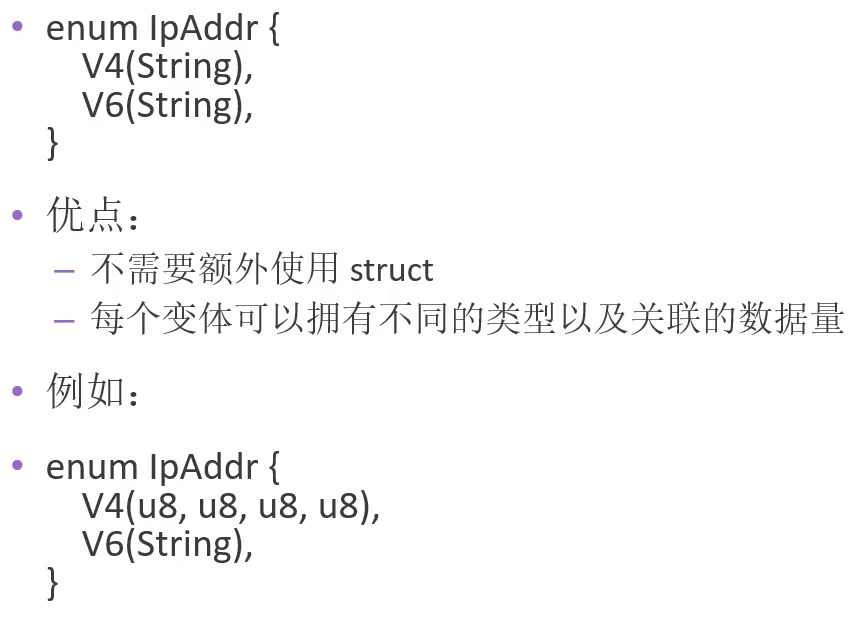 • enum IpAddr {
V4(String),
V6(String),
}
• 优点：
– 不需要额外使用 struct
– 每个变体可以拥有不同的类型以及关联的数据量
• 例如：
• enum IpAddr {
V4(u8, u8, u8, u8),
V6(String),
}